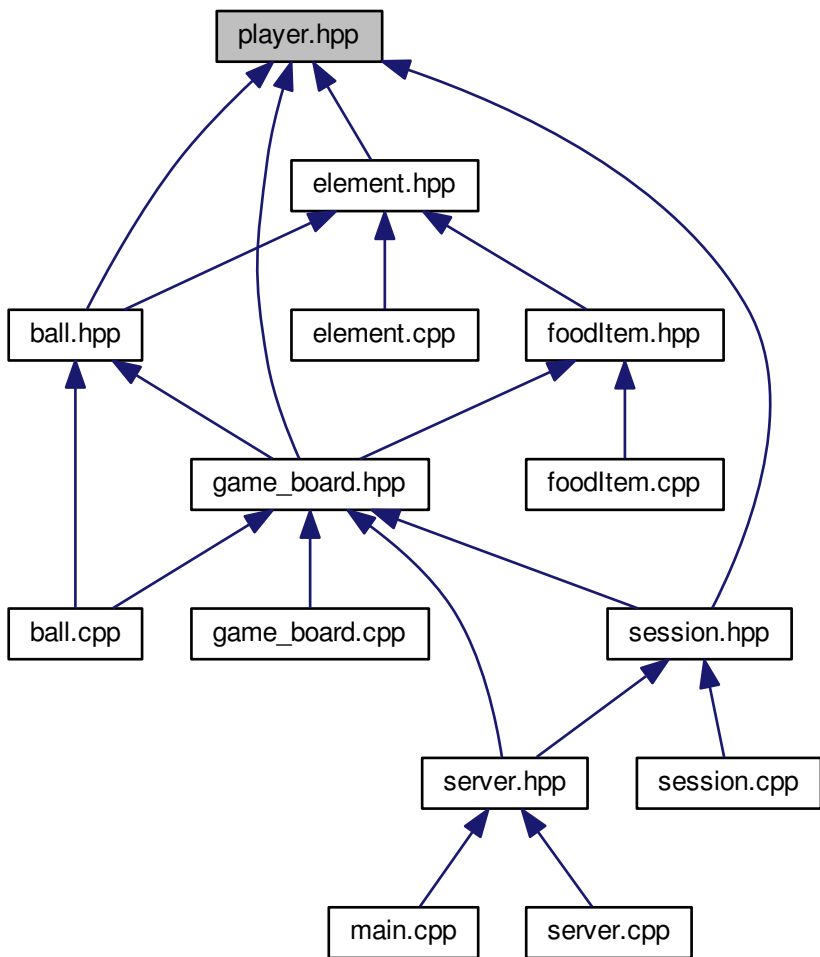 player.hpp
element.hpp
ball.hpp
element.cpp
foodItem.hpp
game_board.hpp
foodItem.cpp
ball.cpp
game_board.cpp
session.hpp
server.hpp
session.cpp
main.cpp
server.cpp